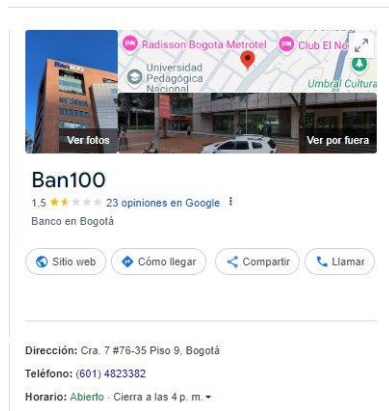 Ban100
Radisson Bogota Metrotel
Club El No
Universidad
Pedagógica
Nacional
Umbral Cultura
Ver fotos
Ver por fuera
Ban100
1,5 23 opiniones en Google
Banco en Bogotá
Sitio web
Cómo llegar
Compartir
Llamar
Dirección: Cra. 7 #76-35 Piso 9, Bogotá
Teléfono: (601) 4823382
Horario: Abierto · Cierra a las 4 p. m.